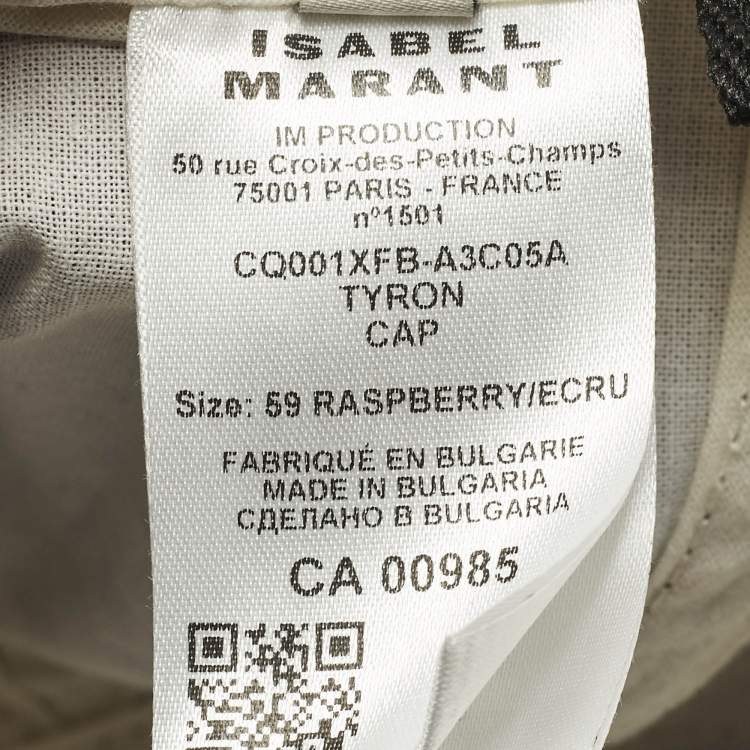 ISABEL
MARANT
IM PRODUCTION
50 rue Croix-des-Petits-Champs
75001 PARIS - FRANCE
n°1501
CQ001XFB-A3C05A
TYRON
CAP
Size: 59 RASPBERRY/ECRU
FABRIQUÉ EN BULGARIE
MADE IN BULGARIA
СДЕЛАНО В BULGARIA
CA 00985